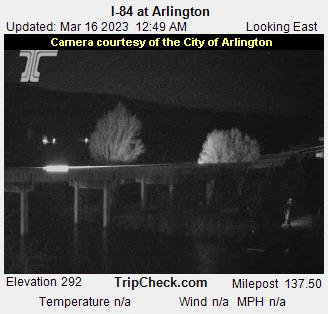 I-84 at Arlington
Updated: Mar 16 2023 12:49 AM Looking East
Camera courtesy of the City of Arlington
Elevation 292 TripCheck.com Milepost 137.50
Temperature n/a Wind n/a MPH n/a